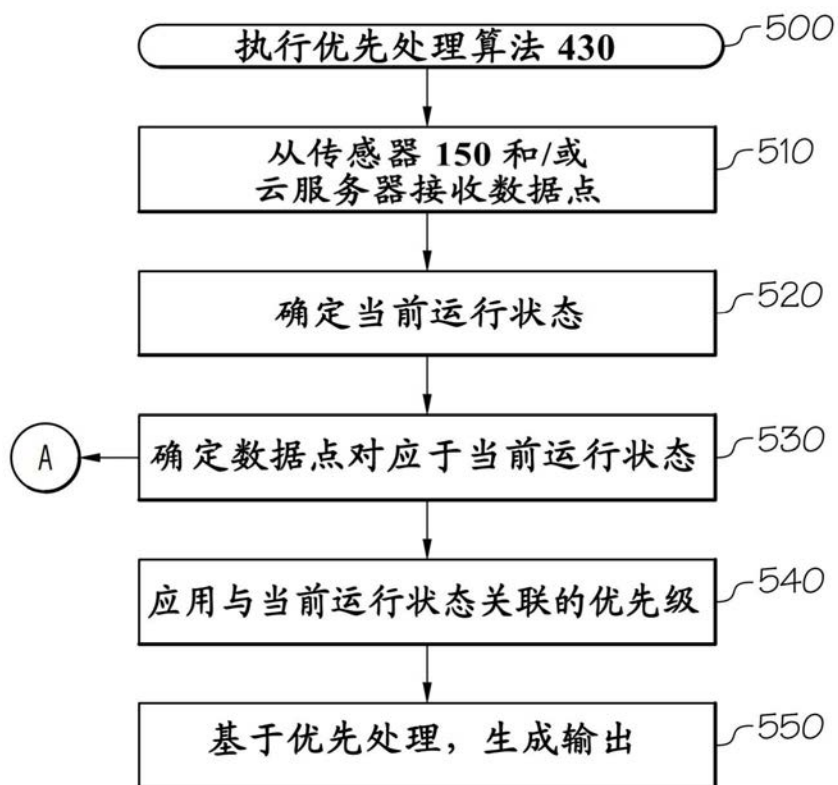 执行优先处理算法 430
500
从传感器 150 和/或
云服务器接收数据点
510
确定当前运行状态
520
A
确定数据点对应于当前运行状态
530
应用与当前运行状态关联的优先级
540
基于优先处理，生成输出
550